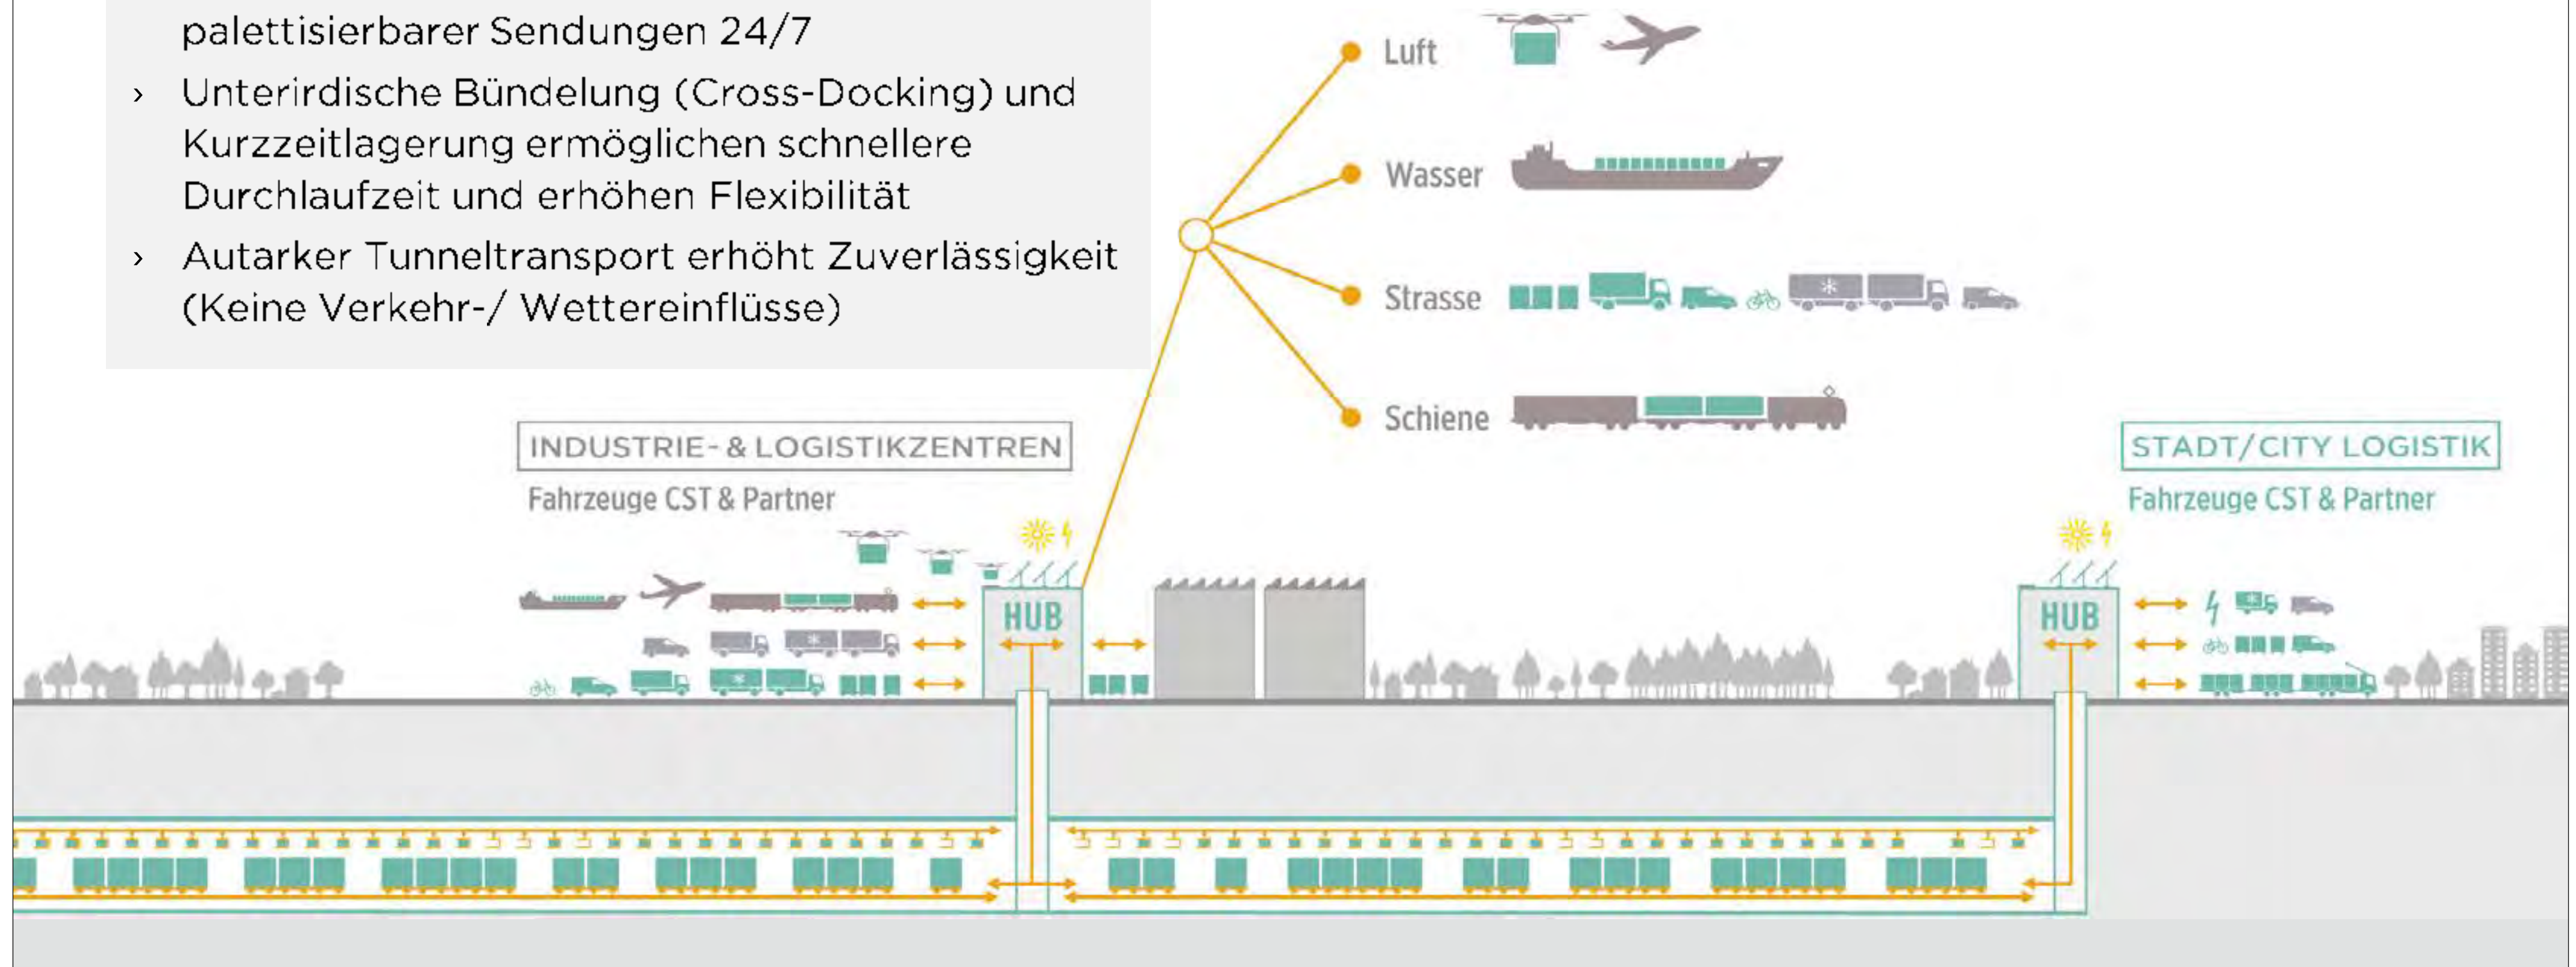 palettisierbarer Sendungen 24/7
› Unterirdische Bündelung (Cross-Docking) und
Kurzzeitlagerung ermöglichen schnellere
Durchlaufzeit und erhöhen Flexibilität
› Autarker Tunneltransport erhöht Zuverlässigkeit
(Keine Verkehr-/ Wettereinflüsse)
Luft
Wasser
Strasse
Schiene
INDUSTRIE- & LOGISTIKZENTREN
Fahrzeuge CST & Partner
HUB
STADT/CITY LOGISTIK
Fahrzeuge CST & Partner
HUB